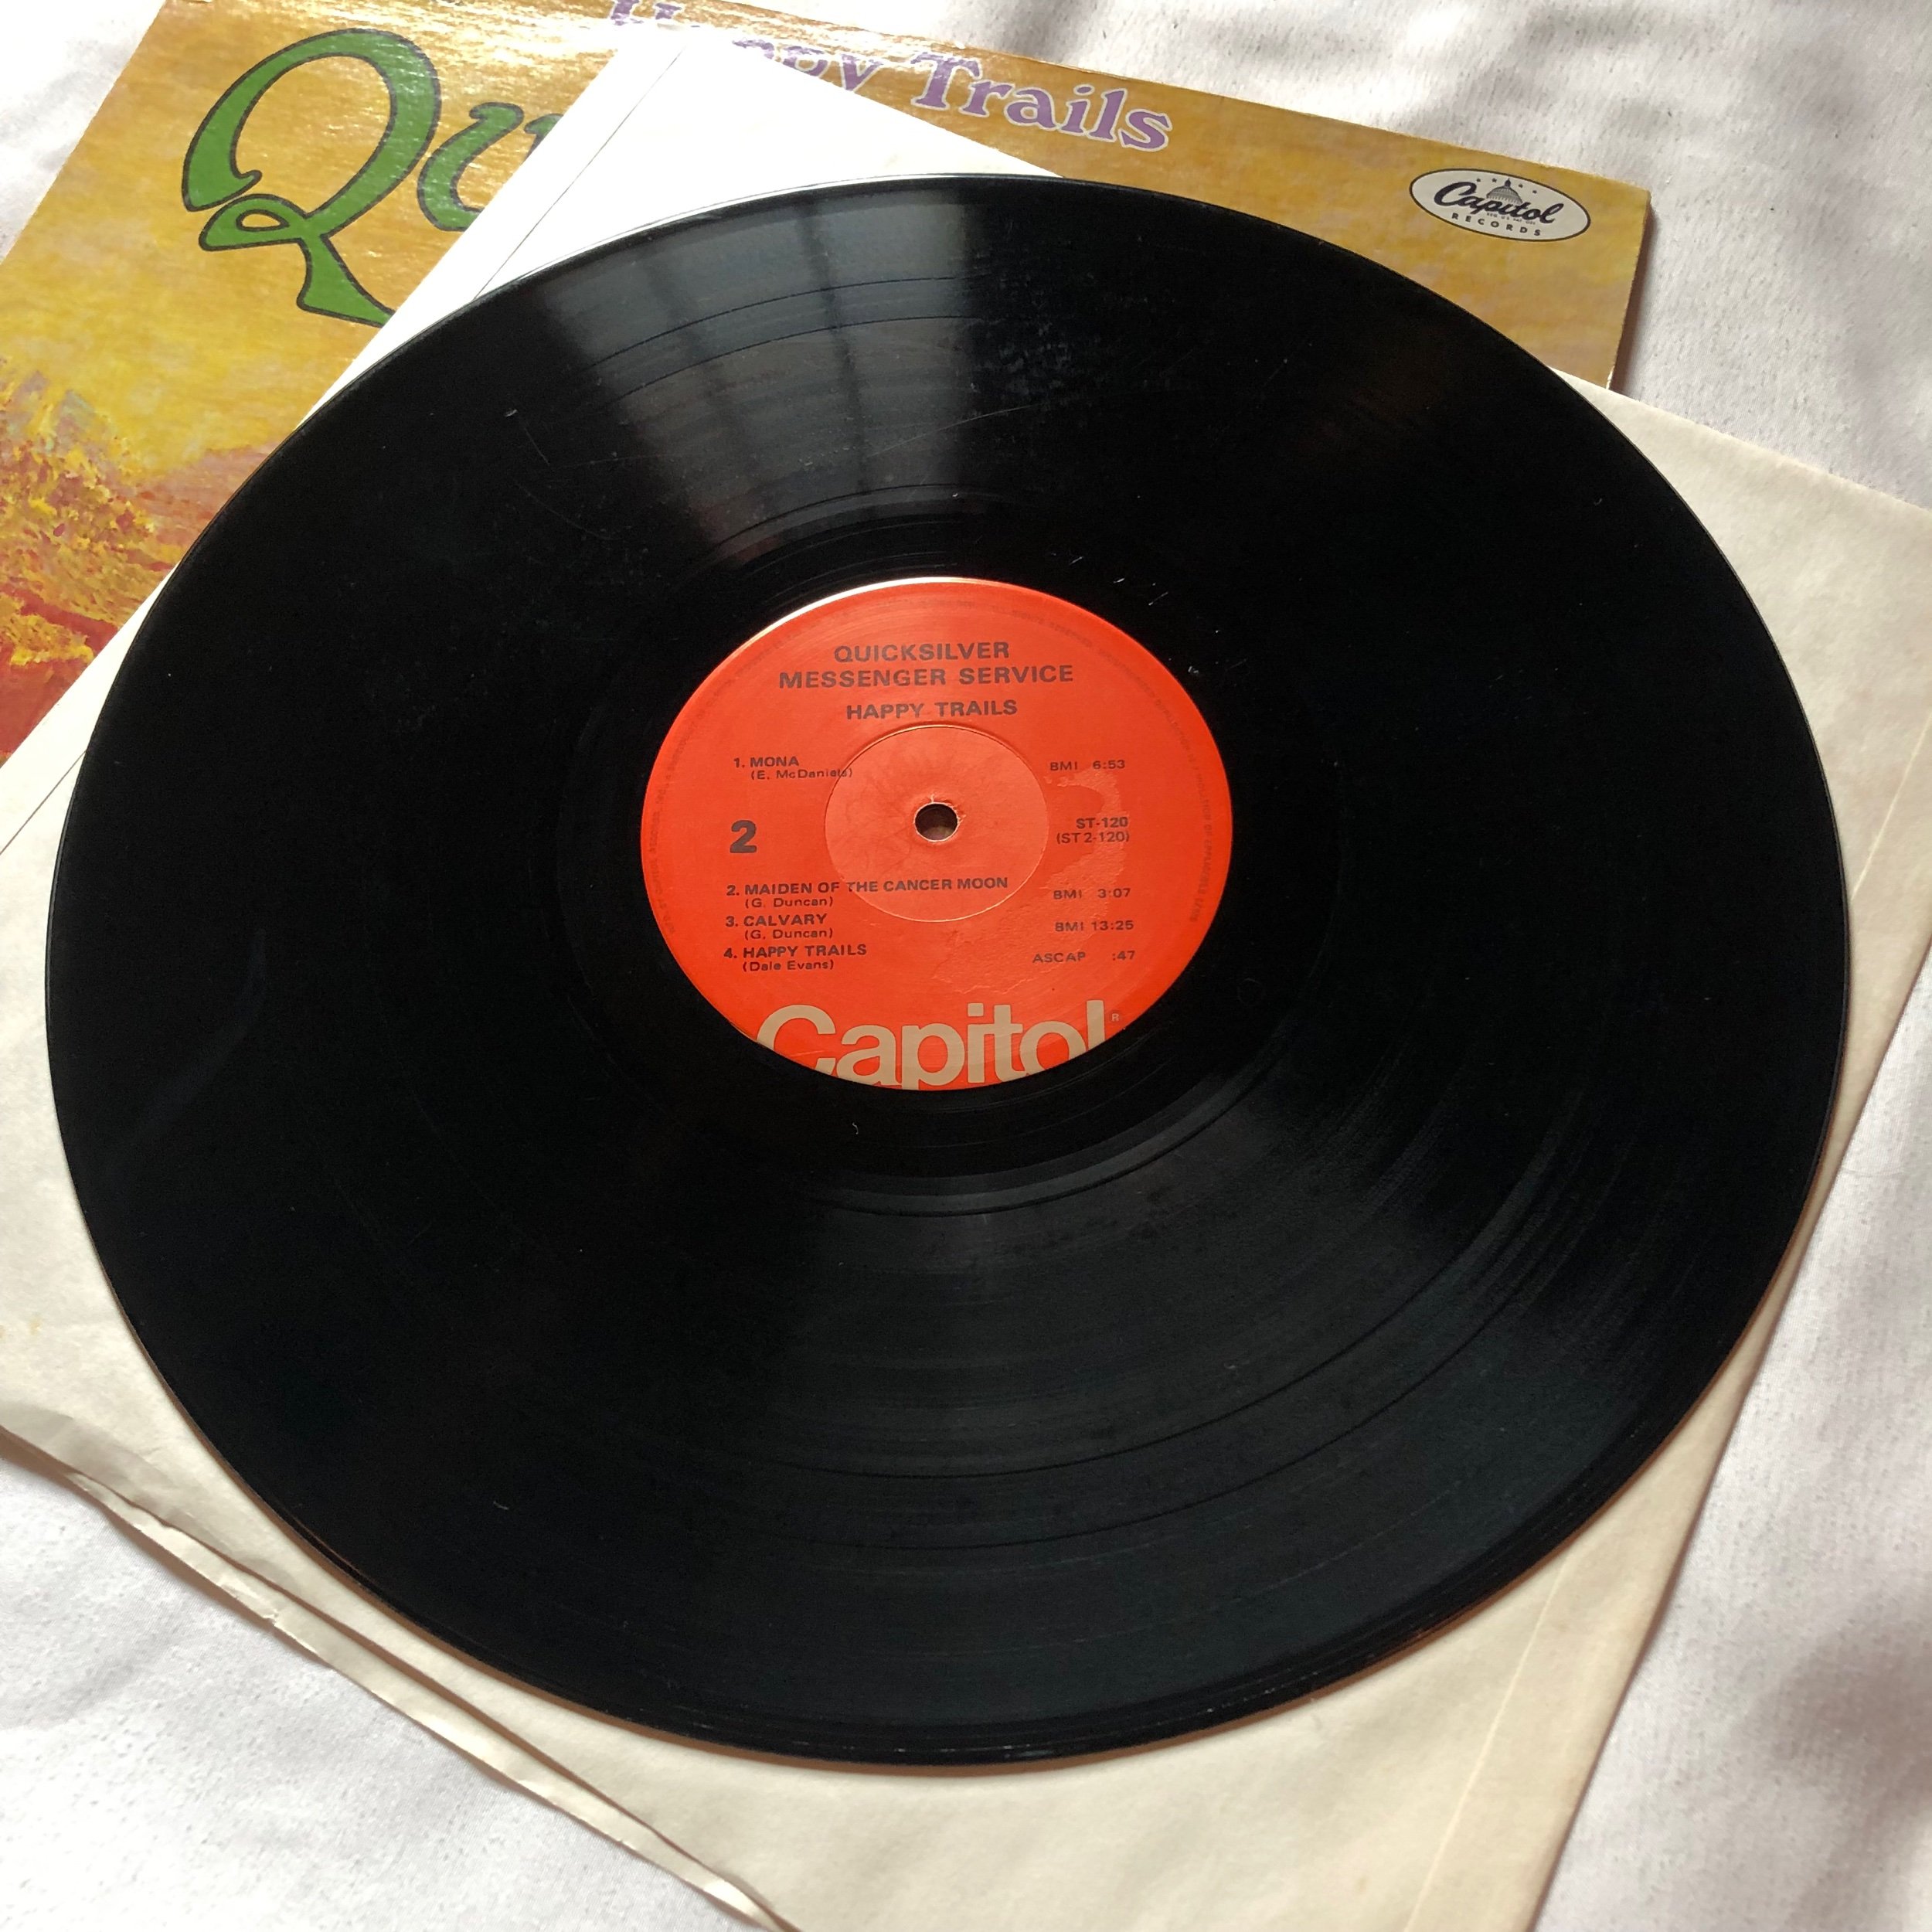 Trails
Capitol
RECORDS
QUICKSILVER
MESSENGER SERVICE
HAPPY TRAILS
1. MONA BMI 6:53
(E. McDaniels)
2 ST-120
(ST 2-120)
2. MAIDEN OF THE CANCER MOON BMI 3:07
(G. Duncan)
3. CALVARY BMI 13:25
(G. Duncan)
4. HAPPY TRAILS ASCAP :47
(Dale Evans)
Capitol ®